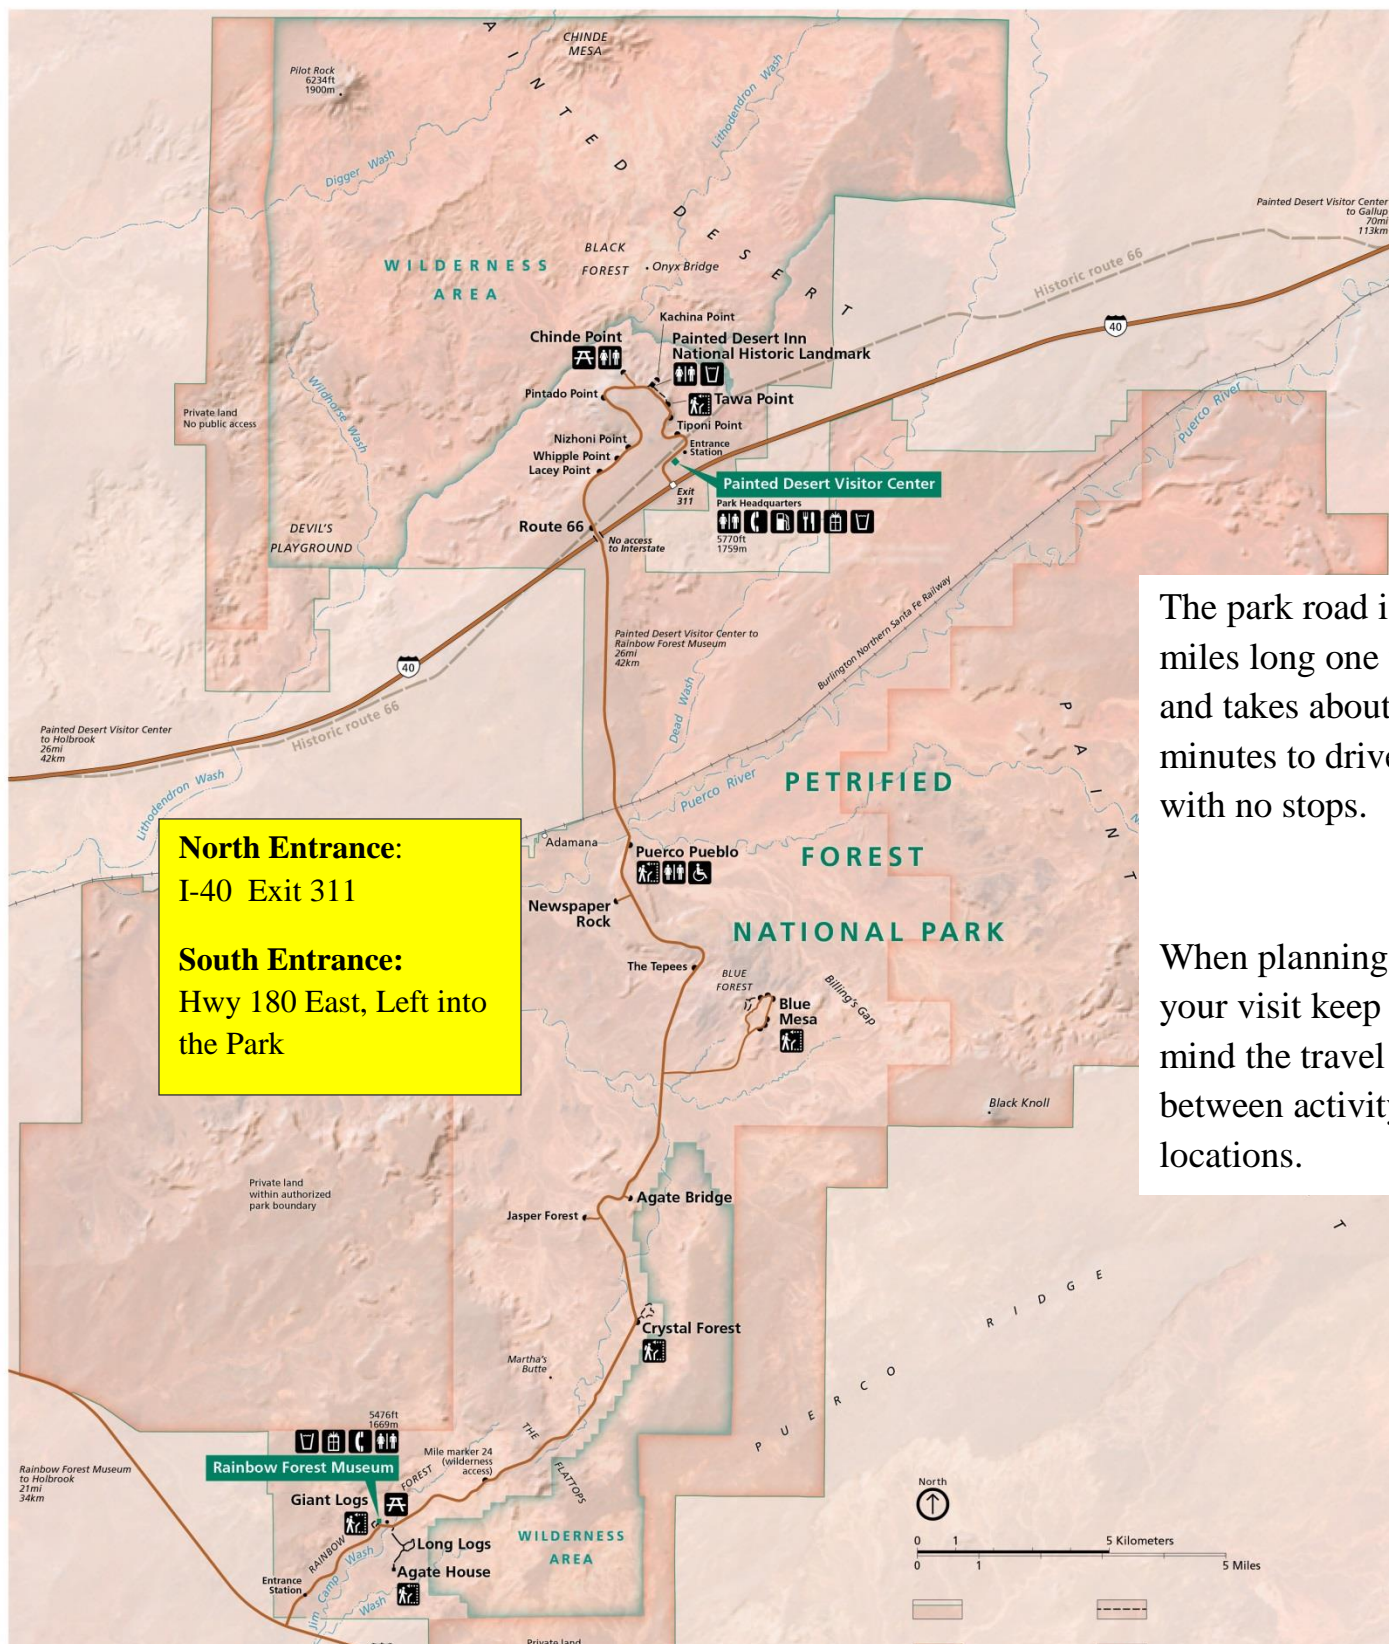 CHINDE
MESA
Pilot Rock
6234ft
1900m
AINTED DESERT
Lithodendron Wash
Digger Wash
Painted Desert Visitor Center
to Gallup
70mi
113km
Historic route 66
BLACK
FOREST
Onyx Bridge
WILDERNESS
AREA
40
Kachina Point
Chinde Point
Painted Desert Inn
National Historic Landmark
Pintado Point
Tawa Point
Wildhorse Wash
Private land
No public access
Tiponi Point
Nizhoni Point
Entrance
Station
Whipple Point
Lacey Point
Puerco River
Painted Desert Visitor Center
Exit
311
Park Headquarters
5770ft
1759m
Route 66
No access
to Interstate
DEVIL'S
PLAYGROUND
Burlington Northern Santa Fe Railway
Painted Desert Visitor Center to
Rainbow Forest Museum
26mi
42km
40
Dead Wash
Historic route 66
Painted Desert Visitor Center
to Holbrook
26mi
42km
Lithodendron Wash
Puerco River
The park road i
miles long one
and takes about
minutes to drive
with no stops.
PAINT
PETRIFIED
FOREST
NATIONAL PARK
North Entrance:
I-40 Exit 311
South Entrance:
Hwy 180 East, Left into
the Park
Adamana
Puerco Pueblo
Newspaper
Rock
The Tepees
BLUE
FOREST
Billing's Gap
Blue
Mesa
When planning
your visit keep
mind the travel
between activity
locations.
Black Knoll
Private land
within authorized
park boundary
Agate Bridge
Jasper Forest
T
PUERCO RIDGE
Crystal Forest
Martha's
Butte
5476ft
1669m
THE
FLATTOPS
Mile marker 24
(wilderness
access)
Rainbow Forest Museum
Rainbow Forest Museum
to Holbrook
21mi
34km
RAINBOW FOREST
Giant Logs
Long Logs
Agate House
Jim Camp Wash
Wash
Entrance
Station
WILDERNESS
AREA
North
0 1 5 Kilometers
0 1 5 Miles
Private land